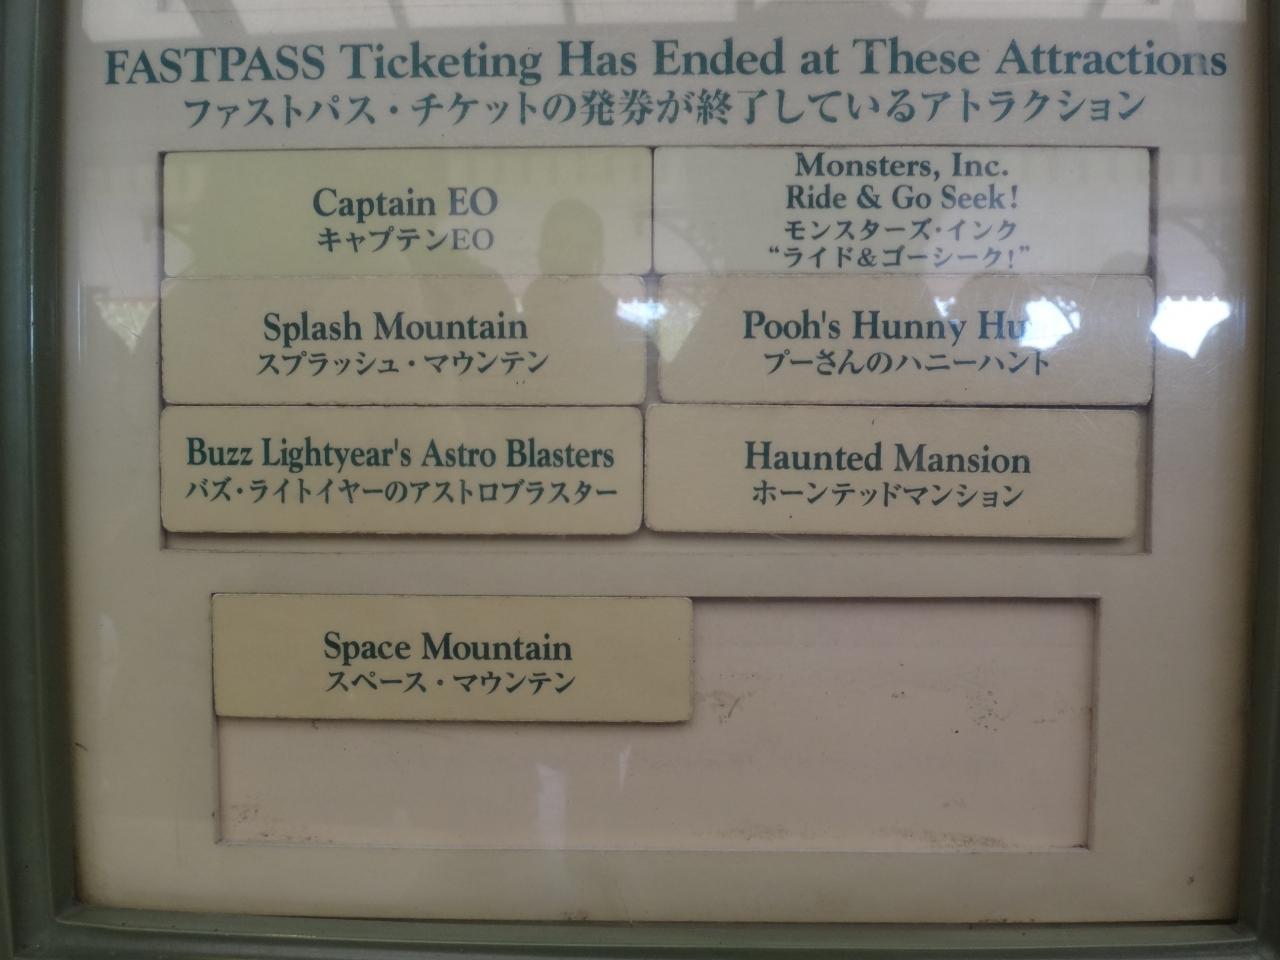 FASTPASS Ticketing Has Ended at These Attractions
ファストパス・チケットの発券が終了しているアトラクション
Captain EO
キャプテンEO
Monsters, Inc.
Ride & Go Seek!
モンスターズ・インク
“ライド&ゴーシーク!”
Splash Mountain
スプラッシュ・マウンテン
Pooh's Hunny
プーさんのハニーハント
Buzz Lightyear's Astro Blasters
バズ・ライトイヤーのアストロブラスター
Haunted Mansion
ホーンテッドマンション
Space Mountain
スペース・マウンテン